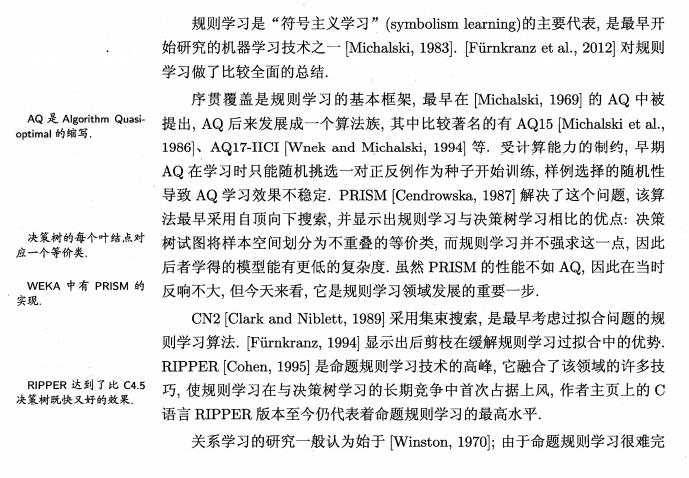 规则学习是“符号主义学习”(symbolism learning)的主要代表, 是最早开
始研究的机器学习技术之一 [Michalski, 1983]. [Fürnkranz et al., 2012] 对规则
学习做了比较全面的总结.
序贯覆盖是规则学习的基本框架, 最早在 [Michalski, 1969] 的 AQ 中被
提出, AQ 后来发展成一个算法族, 其中比较著名的有 AQ15 [Michalski et al.,
1986]、AQ17-IICI [Wnek and Michalski, 1994] 等. 受计算能力的制约, 早期
AQ 在学习时只能随机挑选一对正反例作为种子开始训练, 样例选择的随机性
导致 AQ 学习效果不稳定. PRISM [Cendrowska, 1987] 解决了这个问题, 该算
法最早采用自顶向下搜索, 并显示出规则学习与决策树学习相比的优点: 决策
树试图将样本空间划分为不重叠的等价类, 而规则学习并不强求这一点, 因此
后者学得的模型能有更低的复杂度. 虽然 PRISM 的性能不如 AQ, 因此在当时
反响不大, 但今天来看, 它是规则学习领域发展的重要一步.
CN2 [Clark and Niblett, 1989] 采用集束搜索, 是最早考虑过拟合问题的规
则学习算法. [Fürnkranz, 1994] 显示出后剪枝在缓解规则学习过拟合中的优势.
RIPPER [Cohen, 1995] 是命题规则学习技术的高峰, 它融合了该领域的许多技
巧, 使规则学习在与决策树学习的长期竞争中首次占据上风, 作者主页上的 C
语言 RIPPER 版本至今仍代表着命题规则学习的最高水平.
关系学习的研究一般认为始于 [Winston, 1970]; 由于命题规则学习很难完
AQ 是 Algorithm Quasi-
optimal 的缩写.
决策树的每个叶结点对
应一个等价类.
WEKA 中有 PRISM 的
实现.
RIPPER 达到了比 C4.5
决策树既快又好的效果.